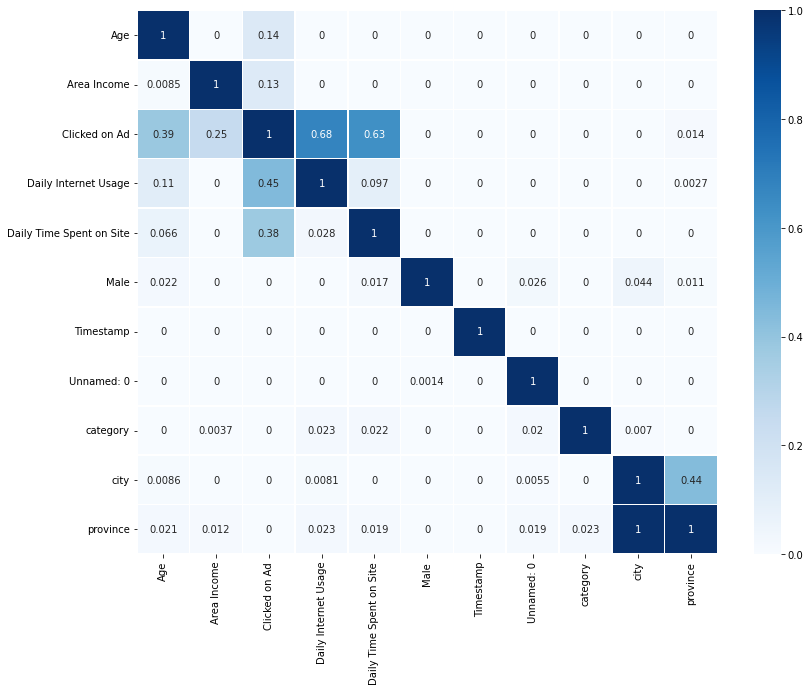 1.0
Age 1 0 0.14 0 0 0 0 0 0 0 0
Area Income 0.0085 1 0.13 0 0 0 0 0 0 0 0
0.8
Clicked on Ad 0.39 0.25 1 0.68 0.63 0 0 0 0 0 0.014
Daily Internet Usage 0.11 0 0.45 1 0.097 0 0 0 0 0 0.0027
0.6
Daily Time Spent on Site 0.066 0 0.38 0.028 1 0 0 0 0 0 0
Male 0.022 0 0 0 0.017 1 0 0.026 0 0.044 0.011
0.4
Timestamp 0 0 0 0 0 0 1 0 0 0 0
Unnamed: 0 0 0 0 0 0 0.0014 0 1 0 0 0
category 0 0.0037 0 0.023 0.022 0 0 0.02 1 0.007 0
0.2
city 0.0086 0 0 0.0081 0 0 0 0.0055 0 1 0.44
province 0.021 0.012 0 0.023 0.019 0 0 0.019 0.023 1 1
0.0
Age
Area Income
Clicked on Ad
Daily Internet Usage
Daily Time Spent on Site
Male
Timestamp
Unnamed: 0
category
city
province